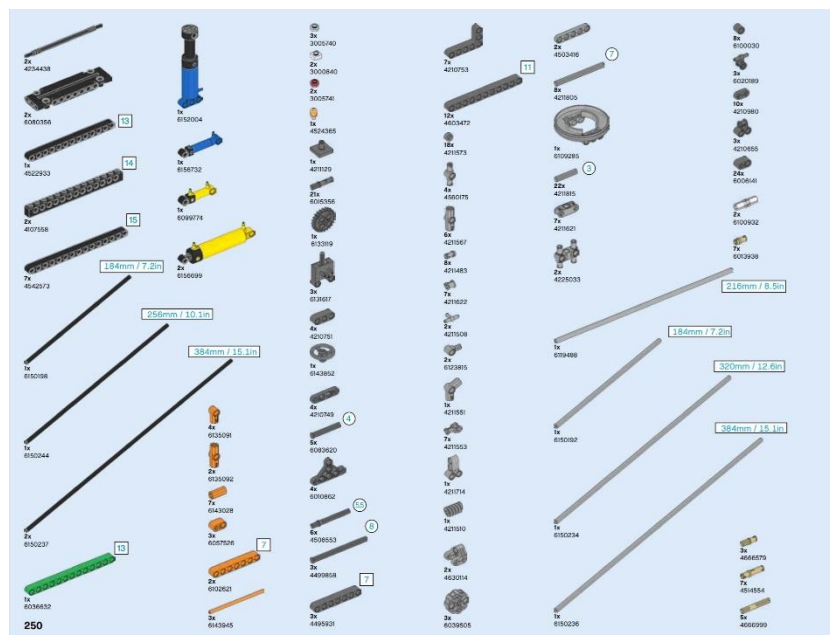 2x
4234438
2x
6080356
13
1x
4522933
14
2x
4107558
15
7x
4542573
184mm / 7.2in
1x
6150198
256mm / 10.1in
1x
6150244
384mm / 15.1in
2x
6150237
13
1x
6036632
250
1x
6152004
1x
6158732
1x
6099774
2x
6156699
4x
6135091
2x
6135092
7x
6143028
3x
6057526
7
2x
6102621
3x
6143945
3x
3005740
2x
3000840
2x
3005741
1x
4524365
1x
4211129
21x
6015356
1x
6133119
3x
6131617
4x
4210751
1x
6143852
4x
4210749
4
5x
6083620
4x
6010862
5.5
6x
4508553
8
3x
4499858
7
3x
4495931
7x
4210753
11
12x
4603472
18x
4211573
4x
4560175
6x
4211567
8x
4211483
7x
4211622
2x
4211508
2x
6123815
1x
4211551
7x
4211553
1x
4211714
1x
4211510
2x
4630114
3x
6039505
2x
4503416
7
8x
4211805
1x
6109285
3
22x
4211815
7x
4211621
2x
4225033
216mm / 8.5in
1x
6119488
184mm / 7.2in
1x
6150192
320mm / 12.6in
1x
6150234
384mm / 15.1in
1x
6150236
8x
6100030
3x
6020189
10x
4210980
3x
4210655
24x
6006141
2x
6100932
7x
6013938
3x
4666579
7x
4514554
5x
4666999